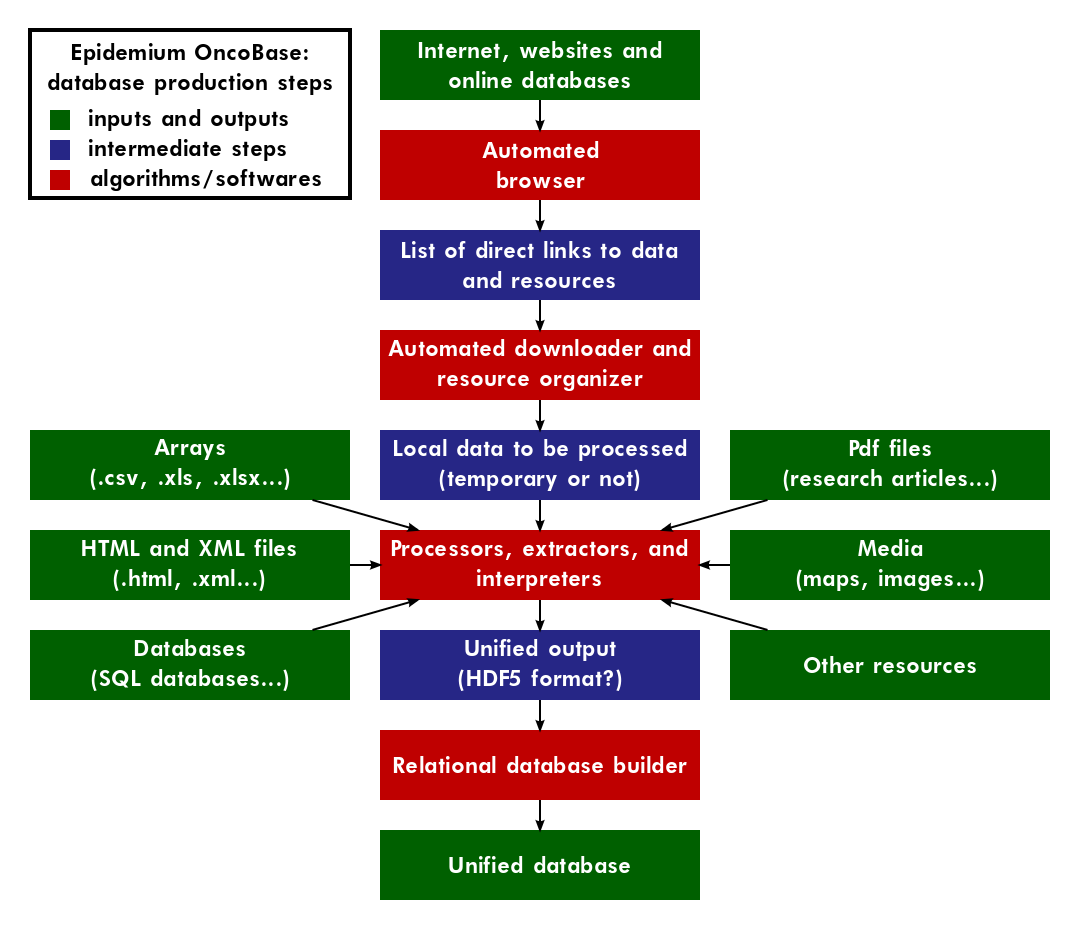 Epidemium OncoBase:
database production steps
inputs and outputs
intermediate steps
algorithms/softwares
Internet, websites and
online databases
Automated
browser
List of direct links to data
and resources
Automated downloader and
resource organizer
Arrays
(.csv, .xls, .xlsx...)
Local data to be processed
(temporary or not)
Pdf files
(research articles...)
HTML and XML files
(.html, .xml...)
Processors, extractors, and
interpreters
Media
(maps, images...)
Databases
(SQL databases...)
Unified output
(HDF5 format?)
Other resources
Relational database builder
Unified database